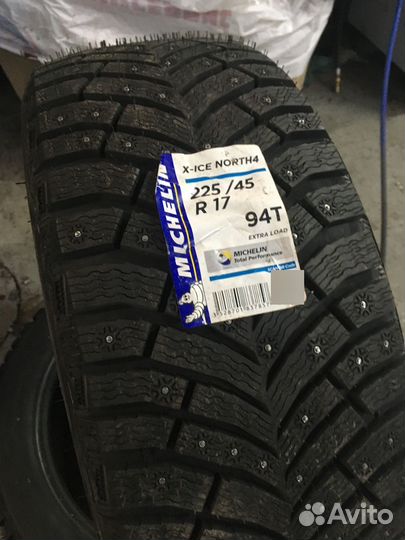 X-ICE NORTH4
225/45
R 17
94T
EXTRA LOAD
MICHELIN
MICHELIN
Total Performance
Avito